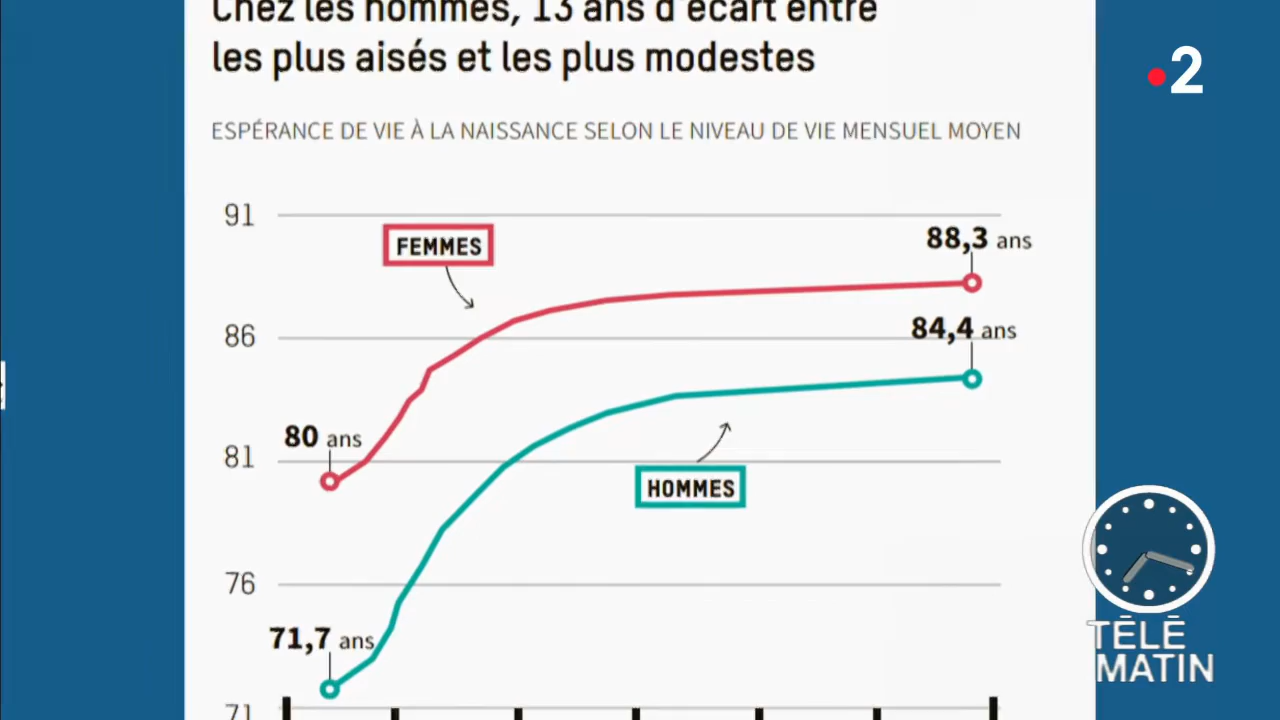 Chez les hommes, 13 ans d'écart entre
les plus aisés et les plus modestes
2
ESPÉRANCE DE VIE À LA NAISSANCE SELON LE NIVEAU DE VIE MENSUEL MOYEN
91
FEMMES
88,3 ans
86
84,4 ans
80 ans
81
HOMMES
76
71,7 ans
TÉLÉ
MATIN
71